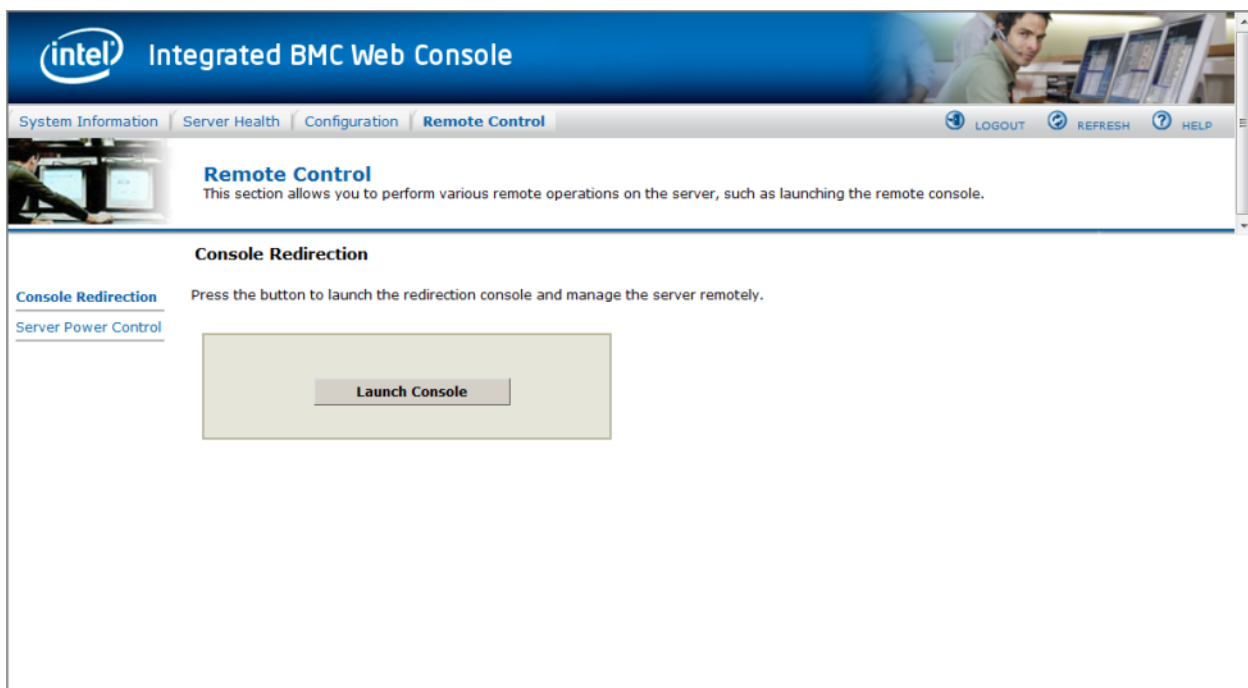 intel Integrated BMC Web Console
System Information Server Health Configuration Remote Control LOGOUT REFRESH HELP
Remote Control
This section allows you to perform various remote operations on the server, such as launching the remote console.
Console Redirection
Console Redirection
Press the button to launch the redirection console and manage the server remotely.
Server Power Control
Launch Console